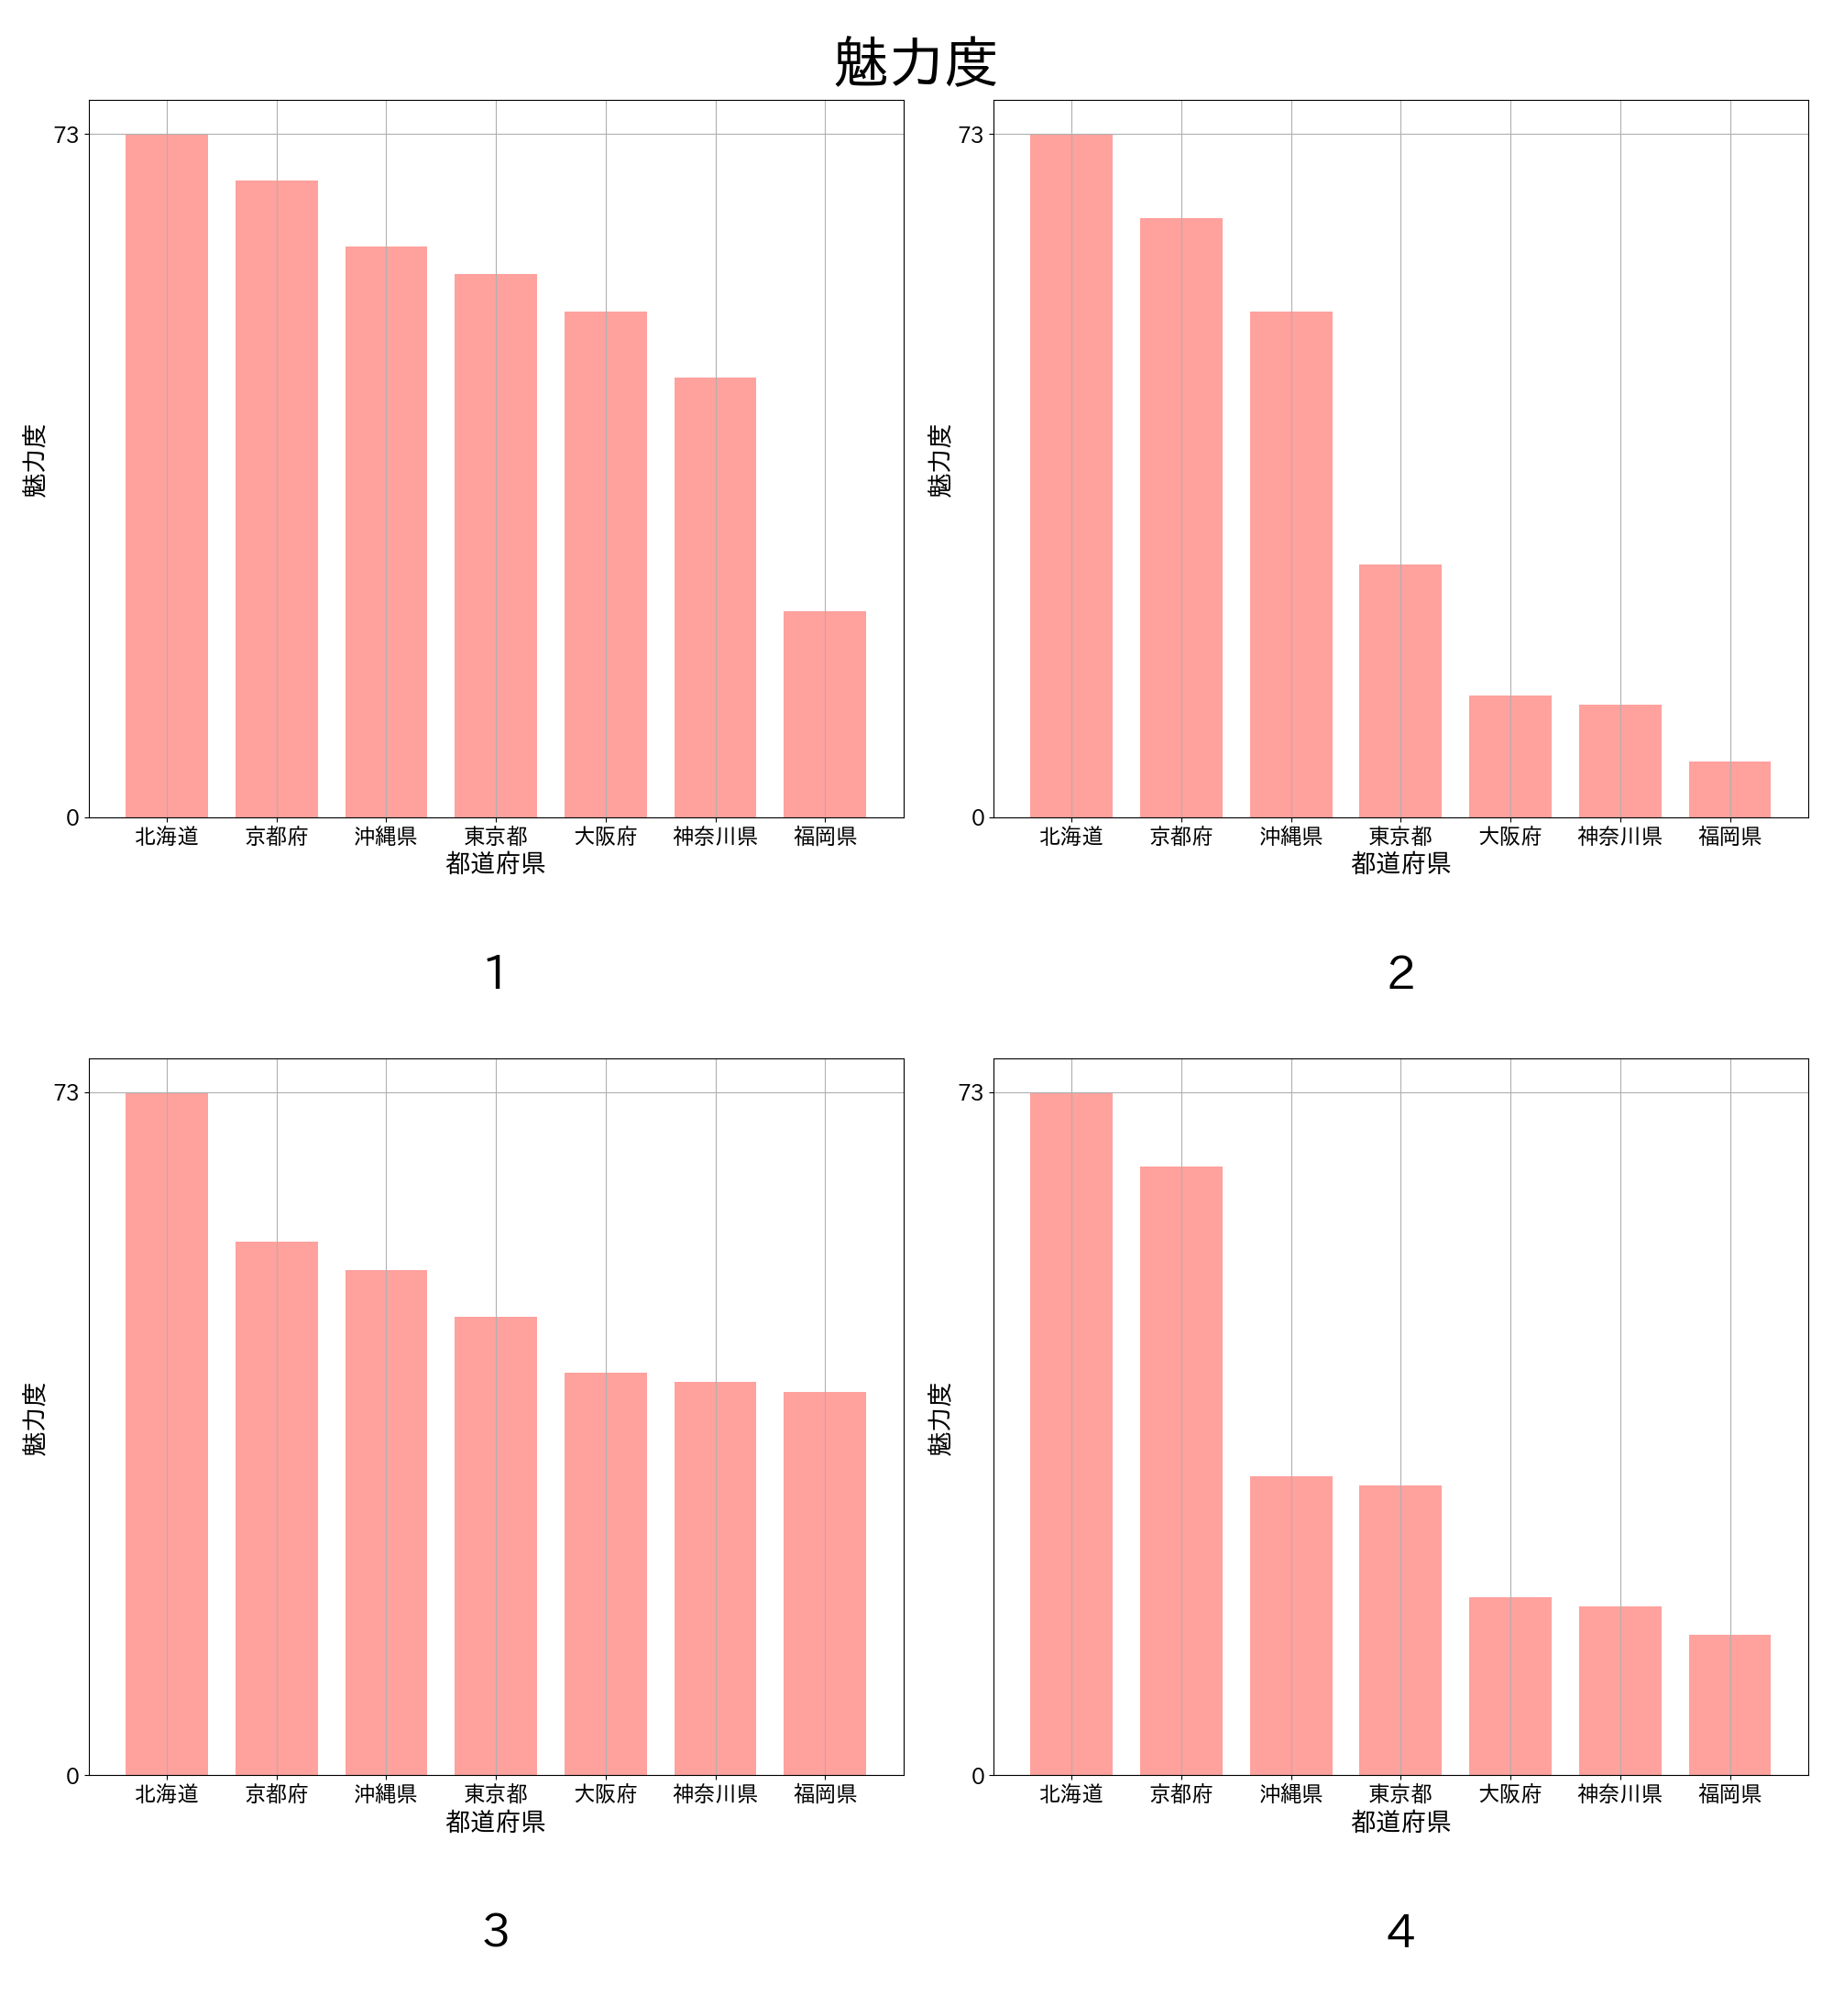 魅力度
73
魅力度
0
北海道 京都府 沖縄県 東京都 大阪府 神奈川県 福岡県
都道府県
1
73
魅力度
0
北海道 京都府 沖縄県 東京都 大阪府 神奈川県 福岡県
都道府県
2
73
魅力度
0
北海道 京都府 沖縄県 東京都 大阪府 神奈川県 福岡県
都道府県
3
73
魅力度
0
北海道 京都府 沖縄県 東京都 大阪府 神奈川県 福岡県
都道府県
4